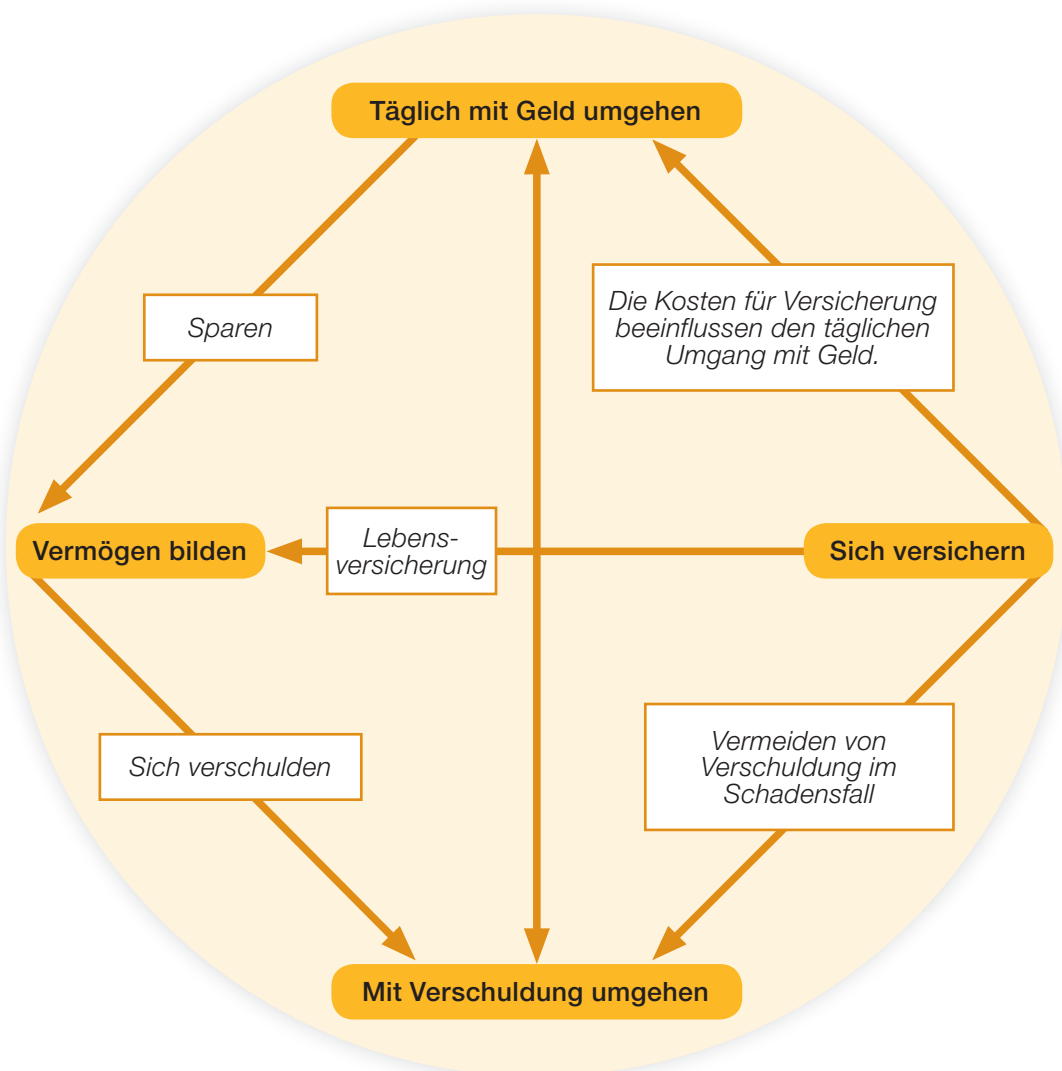 Täglich mit Geld umgehen
Sparen
Die Kosten für Versicherung
beeinflussen den täglichen
Umgang mit Geld.
Vermögen bilden
Lebens-
versicherung
Sich versichern
Sich verschulden
Vermeiden von
Verschuldung im
Schadensfall
Mit Verschuldung umgehen